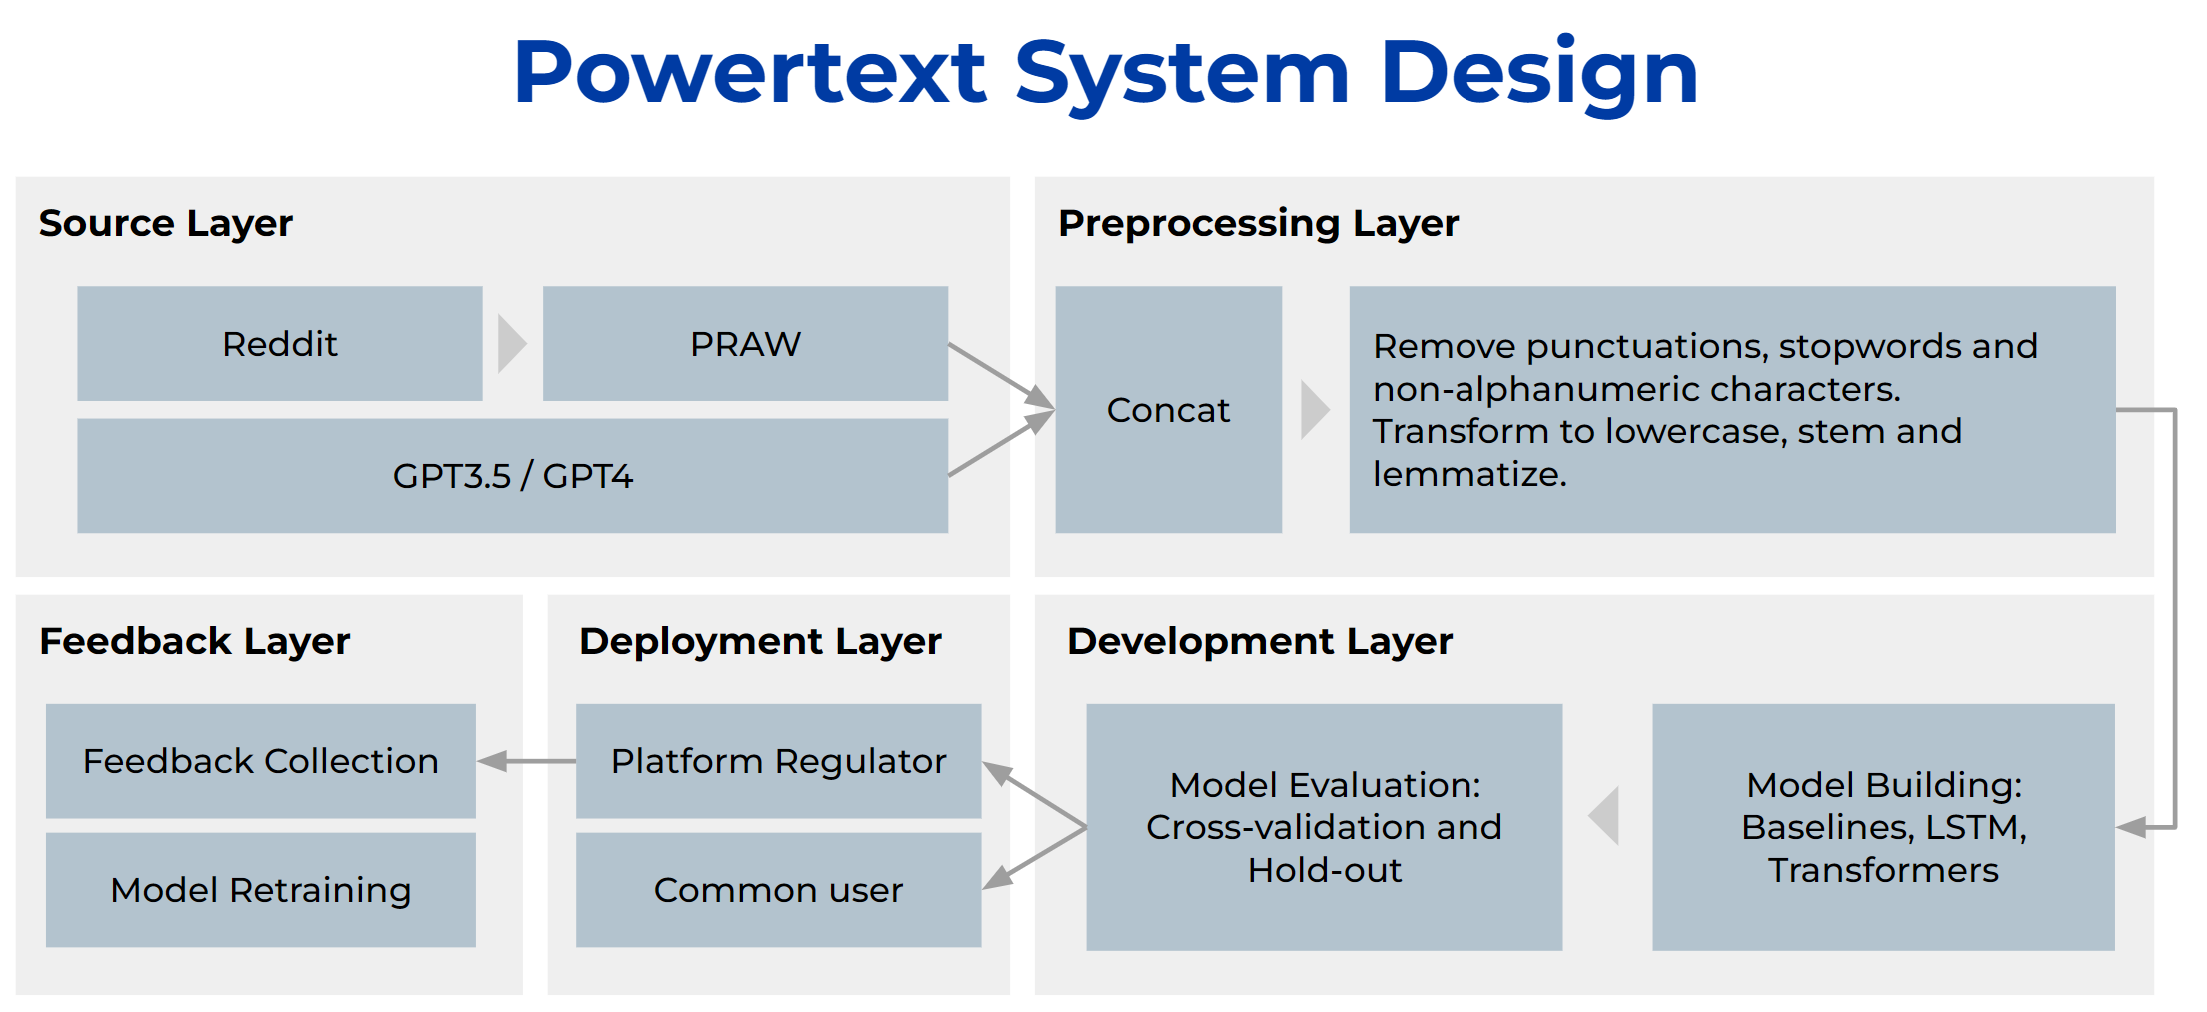 Powertext System Design
Source Layer
Reddit
PRAW
GPT3.5 / GPT4
Preprocessing Layer
Concat
Remove punctuations, stopwords and
non-alphanumeric characters.
Transform to lowercase, stem and
lemmatize.
Feedback Layer
Feedback Collection
Model Retraining
Deployment Layer
Platform Regulator
Common user
Development Layer
Model Evaluation:
Cross-validation and
Hold-out
Model Building:
Baselines, LSTM,
Transformers